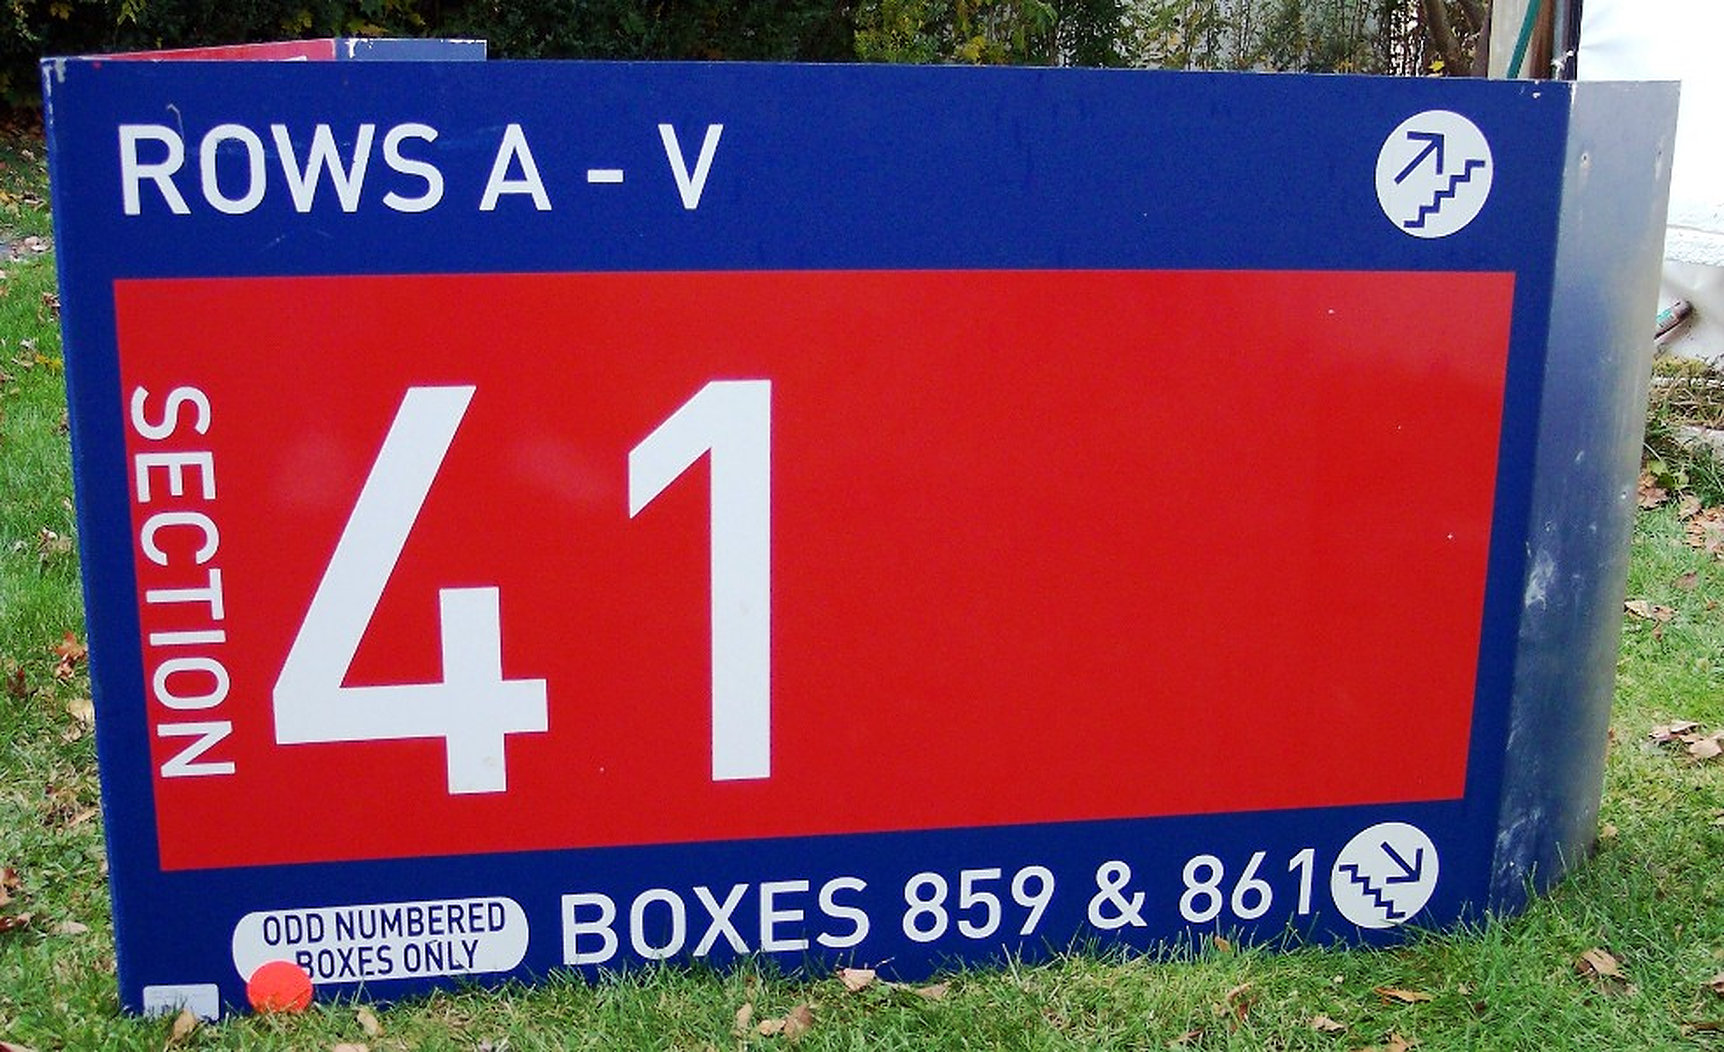 ROWS A - V
SECTION
41
ODD NUMBERED
BOXES ONLY
BOXES 859 & 861